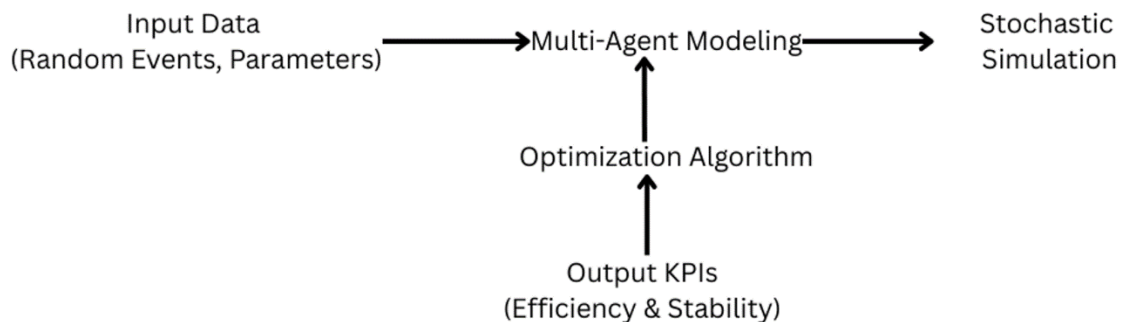 Input Data
(Random Events, Parameters)
Multi-Agent Modeling
Stochastic
Simulation
Optimization Algorithm
Output KPIs
(Efficiency & Stability)